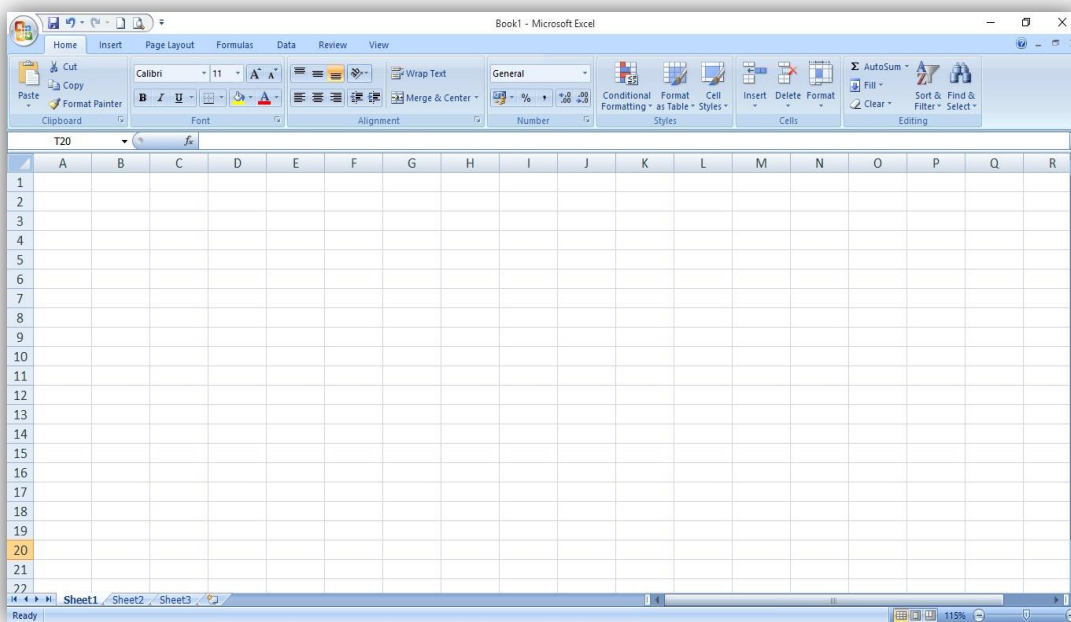 Book1 - Microsoft Excel
Home Insert Page Layout Formulas Data Review View
Cut Calibri 11 A A Wrap Text General Σ AutoSum
Copy Fill
Paste Format Painter B I U A Merge & Center % , .0 .00 .00 .0 Conditional Formatting Format as Table Cell Styles Insert Delete Format Clear Sort & Filter Find & Select
Clipboard Font Alignment Number Styles Cells Editing
T20 fx
A B C D E F G H I J K L M N O P Q R
1
2
3
4
5
6
7
8
9
10
11
12
13
14
15
16
17
18
19
20
21
22
Sheet1 Sheet2 Sheet3
Ready 115%